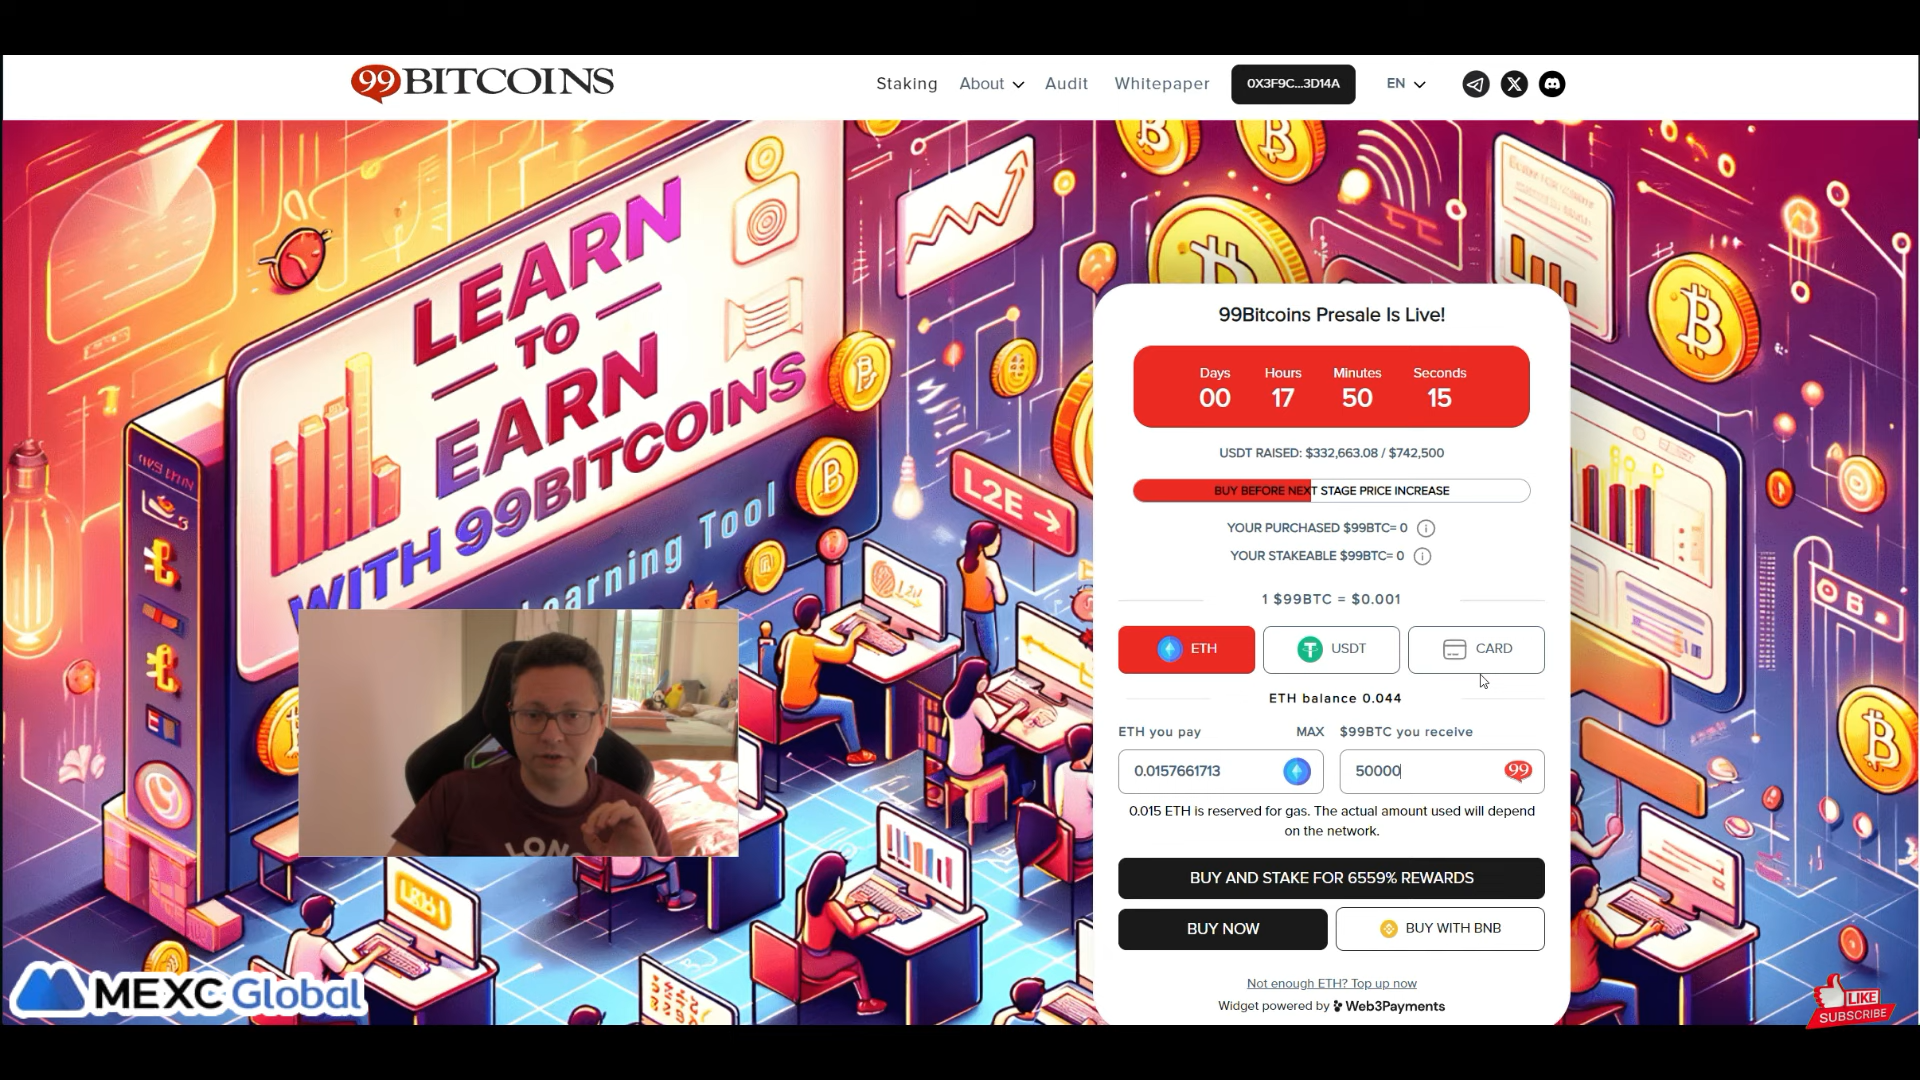 99BITCOINS
Staking About Audit Whitepaper 0X3F9C...3D14A EN
LEARN
TO
EARN
WITH 99BITCOINS
Learning Tool
L2E
99Bitcoins Presale Is Live!
Days Hours Minutes Seconds
00 17 50 15
USDT RAISED: $332,663.08 / $742,500
BUY BEFORE NEXT STAGE PRICE INCREASE
YOUR PURCHASED $99BTC= 0
YOUR STAKEABLE $99BTC= 0
1 $99BTC = $0.001
ETH USDT CARD
ETH balance 0.044
ETH you pay MAX $99BTC you receive
0.0157661713 50000 99
0.015 ETH is reserved for gas. The actual amount used will depend
on the network.
BUY AND STAKE FOR 6559% REWARDS
BUY NOW BUY WITH BNB
Not enough ETH? Top up now
Widget powered by Web3Payments
MEXC Global
LIKE
SUBSCRIBE